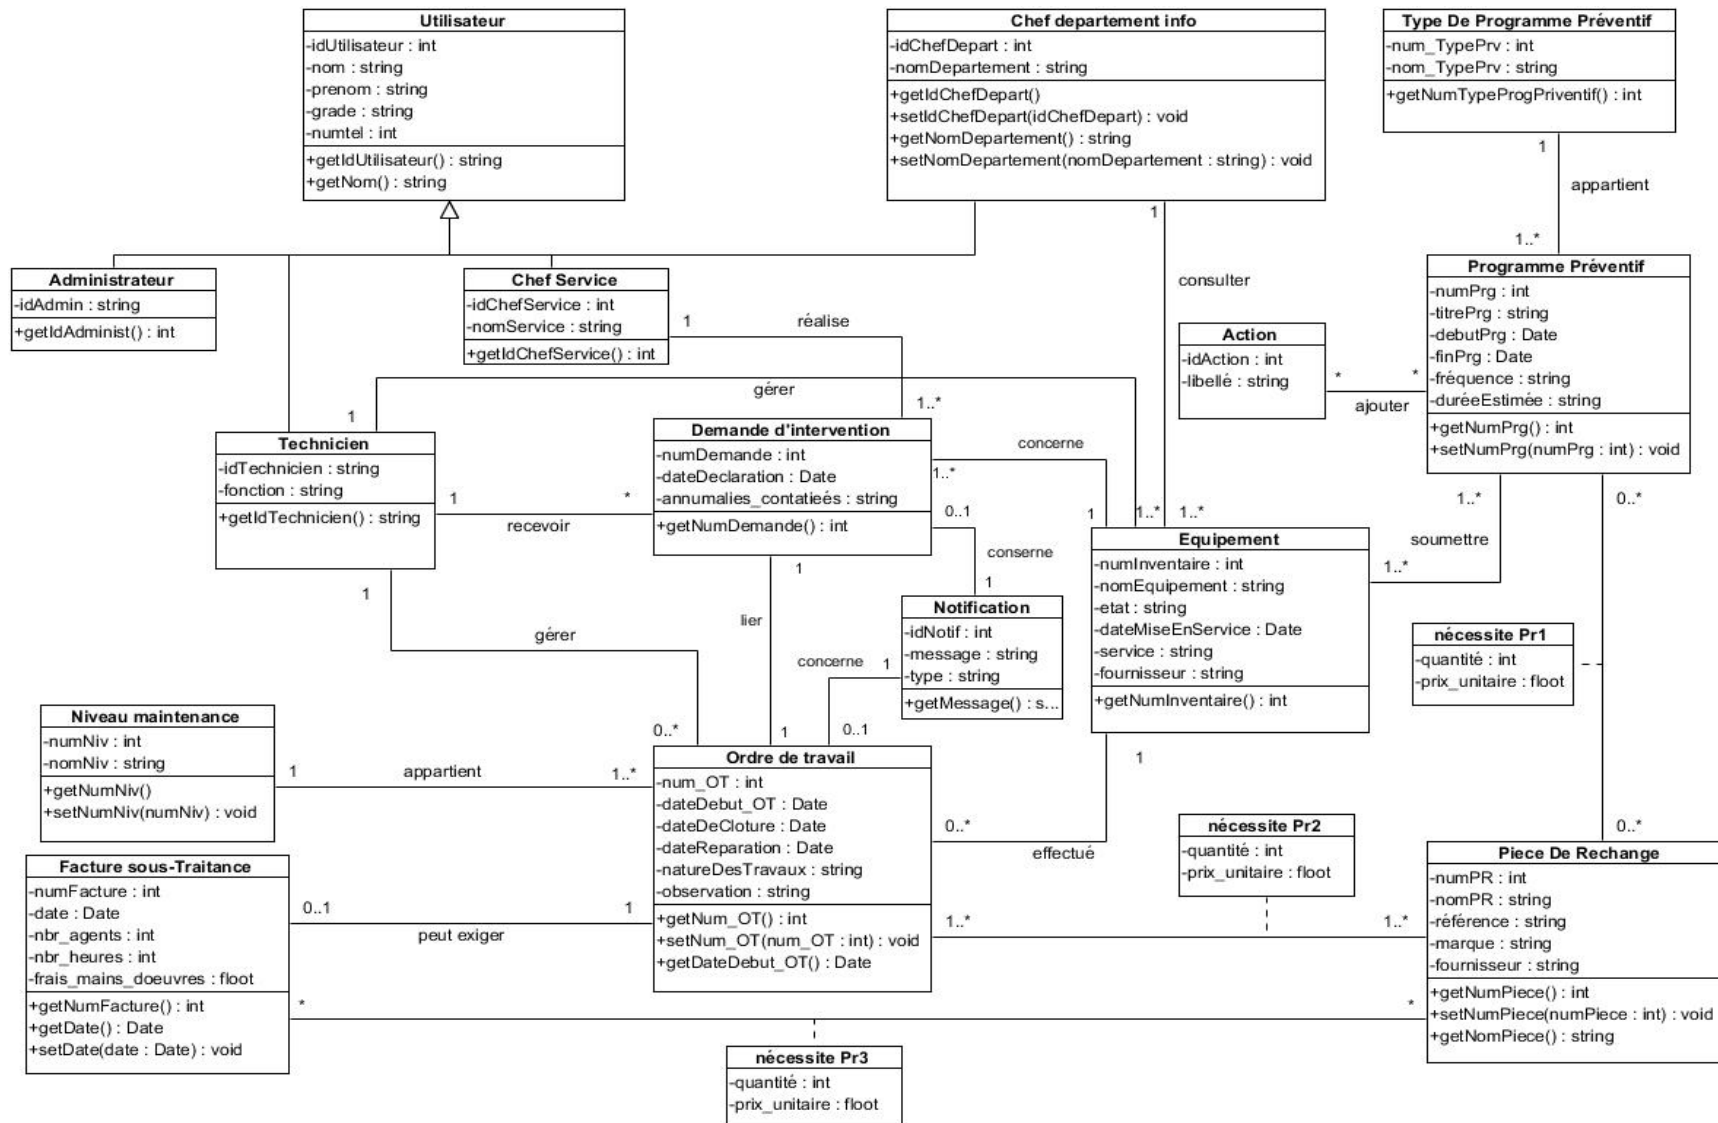 Utilisateur
-idUtilisateur : int
-nom : string
-prenom : string
-grade : string
-numtel : int
+getIdUtilisateur() : string
+getNom() : string
Chef departement info
-idChefDepart : int
-nomDepartement : string
+getIdChefDepart()
+setIdChefDepart(idChefDepart) : void
+getNomDepartement() : string
+setNomDepartement(nomDepartement : string) : void
Type De Programme Préventif
-num_TypePrv : int
-nom_TypePrv : string
+getNumTypeProgPriventif() : int
1
appartient
1..*
1
consulter
1..*
Administrateur
-idAdmin : string
+getIdAdminist() : int
Chef Service
-idChefService : int
-nomService : string
+getIdChefService() : int
1
réalise
1..*
Action
-idAction : int
-libellé : string
*
*
ajouter
Programme Préventif
-numPrg : int
-titrePrg : string
-debutPrg : Date
-finPrg : Date
-fréquence : string
-duréeEstimée : string
+getNumPrg() : int
+setNumPrg(numPrg : int) : void
gérer
1
1..*
Technicien
-idTechnicien : string
-fonction : string
+getIdTechnicien() : string
1
*
recevoir
Demande d'intervention
-numDemande : int
-dateDeclaration : Date
-annumalies_contatieés : string
+getNumDemande() : int
concerne
1..*
1
0..1
conserne
1
Equipement
-numInventaire : int
-nomEquipement : string
-etat : string
-dateMiseEnService : Date
-service : string
-fournisseur : string
+getNumInventaire() : int
1..*
soumettre
1..*
0..*
0..*
nécessite Pr1
-quantité : int
-prix_unitaire : floot
1
gérer
0..*
1
lier
1
Notification
-idNotif : int
-message : string
-type : string
+getMessage() : s...
concerne
1
0..1
Niveau maintenance
-numNiv : int
-nomNiv : string
+getNumNiv()
+setNumNiv(numNiv) : void
1
appartient
1..*
Ordre de travail
-num_OT : int
-dateDebut_OT : Date
-dateDeCloture : Date
-dateReparation : Date
-natureDesTravaux : string
-observation : string
+getNum_OT() : int
+setNum_OT(num_OT : int) : void
+getDateDebut_OT() : Date
1
0..*
effectué
nécessite Pr2
-quantité : int
-prix_unitaire : floot
1..*
1..*
Piece De Rechange
-numPR : int
-nomPR : string
-référence : string
-marque : string
-fournisseur : string
+getNumPiece() : int
+setNumPiece(numPiece : int) : void
+getNomPiece() : string
Facture sous-Traitance
-numFacture : int
-date : Date
-nbr_agents : int
-nbr_heures : int
-frais_mains_doeuvres : floot
+getNumFacture() : int
+getDate() : Date
+setDate(date : Date) : void
0..1
1
peut exiger
*
*
nécessite Pr3
-quantité : int
-prix_unitaire : floot